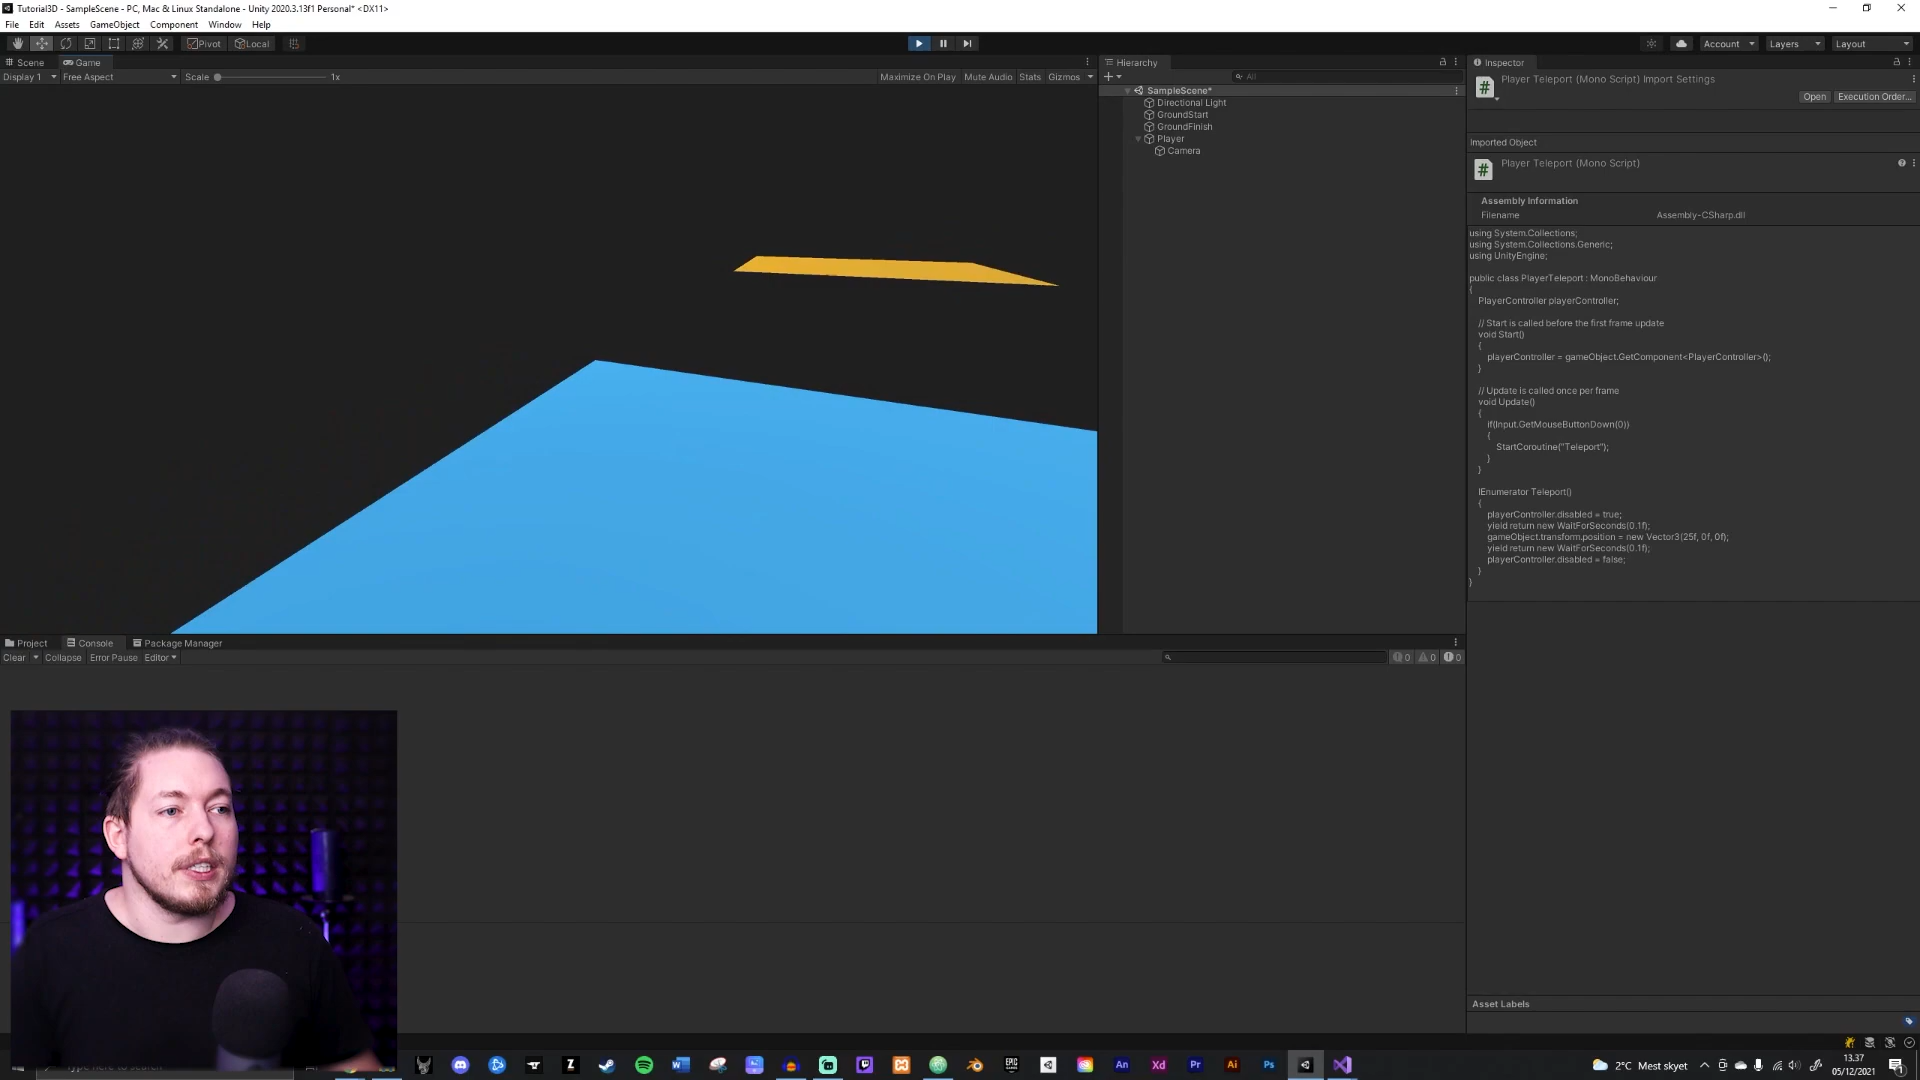 Tutorial3D - SampleScene - PC, Mac & Linux Standalone - Unity 2020.3.13f1 Personal* <DX11>
File Edit Assets GameObject Component Window Help
Pivot Local
Account Layers Layout
Scene Game
Display 1 Free Aspect Scale 1x Maximize On Play Mute Audio Stats Gizmos
Hierarchy
All
SampleScene*
Directional Light
GroundStart
GroundFinish
Player
Camera
Inspector
Player Teleport (Mono Script) Import Settings
Open Execution Order...
Imported Object
Player Teleport (Mono Script)
Assembly Information
Filename Assembly-CSharp.dll
using System.Collections;
using System.Collections.Generic;
using UnityEngine;
public class PlayerTeleport : MonoBehaviour
{
PlayerController playerController;
// Start is called before the first frame update
void Start()
{
playerController = gameObject.GetComponent<PlayerController>();
}
// Update is called once per frame
void Update()
{
if(Input.GetMouseButtonDown(0))
{
StartCoroutine("Teleport");
}
}
IEnumerator Teleport()
{
playerController.disabled = true;
yield return new WaitForSeconds(0.1f);
gameObject.transform.position = new Vector3(25f, 0f, 0f);
yield return new WaitForSeconds(0.1f);
playerController.disabled = false;
}
}
Asset Labels
Project Console Package Manager
Clear Collapse Error Pause Editor
0 0 0
EPIC GAMES
An Xd Pr Ai Ps
2°C Mest skyet
13.37
05/12/2021